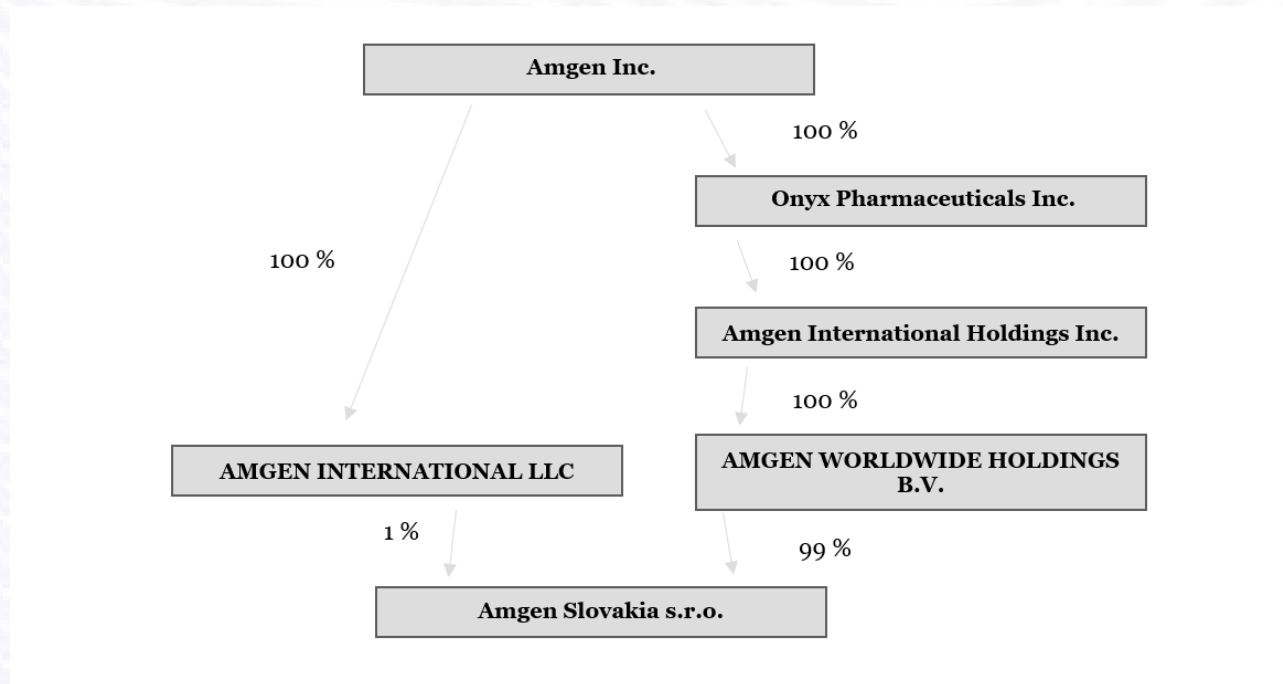 Amgen Inc.
100 %
Onyx Pharmaceuticals Inc.
100 %
100 %
Amgen International Holdings Inc.
100 %
AMGEN INTERNATIONAL LLC
AMGEN WORLDWIDE HOLDINGS
B.V.
1 %
99 %
Amgen Slovakia s.r.o.